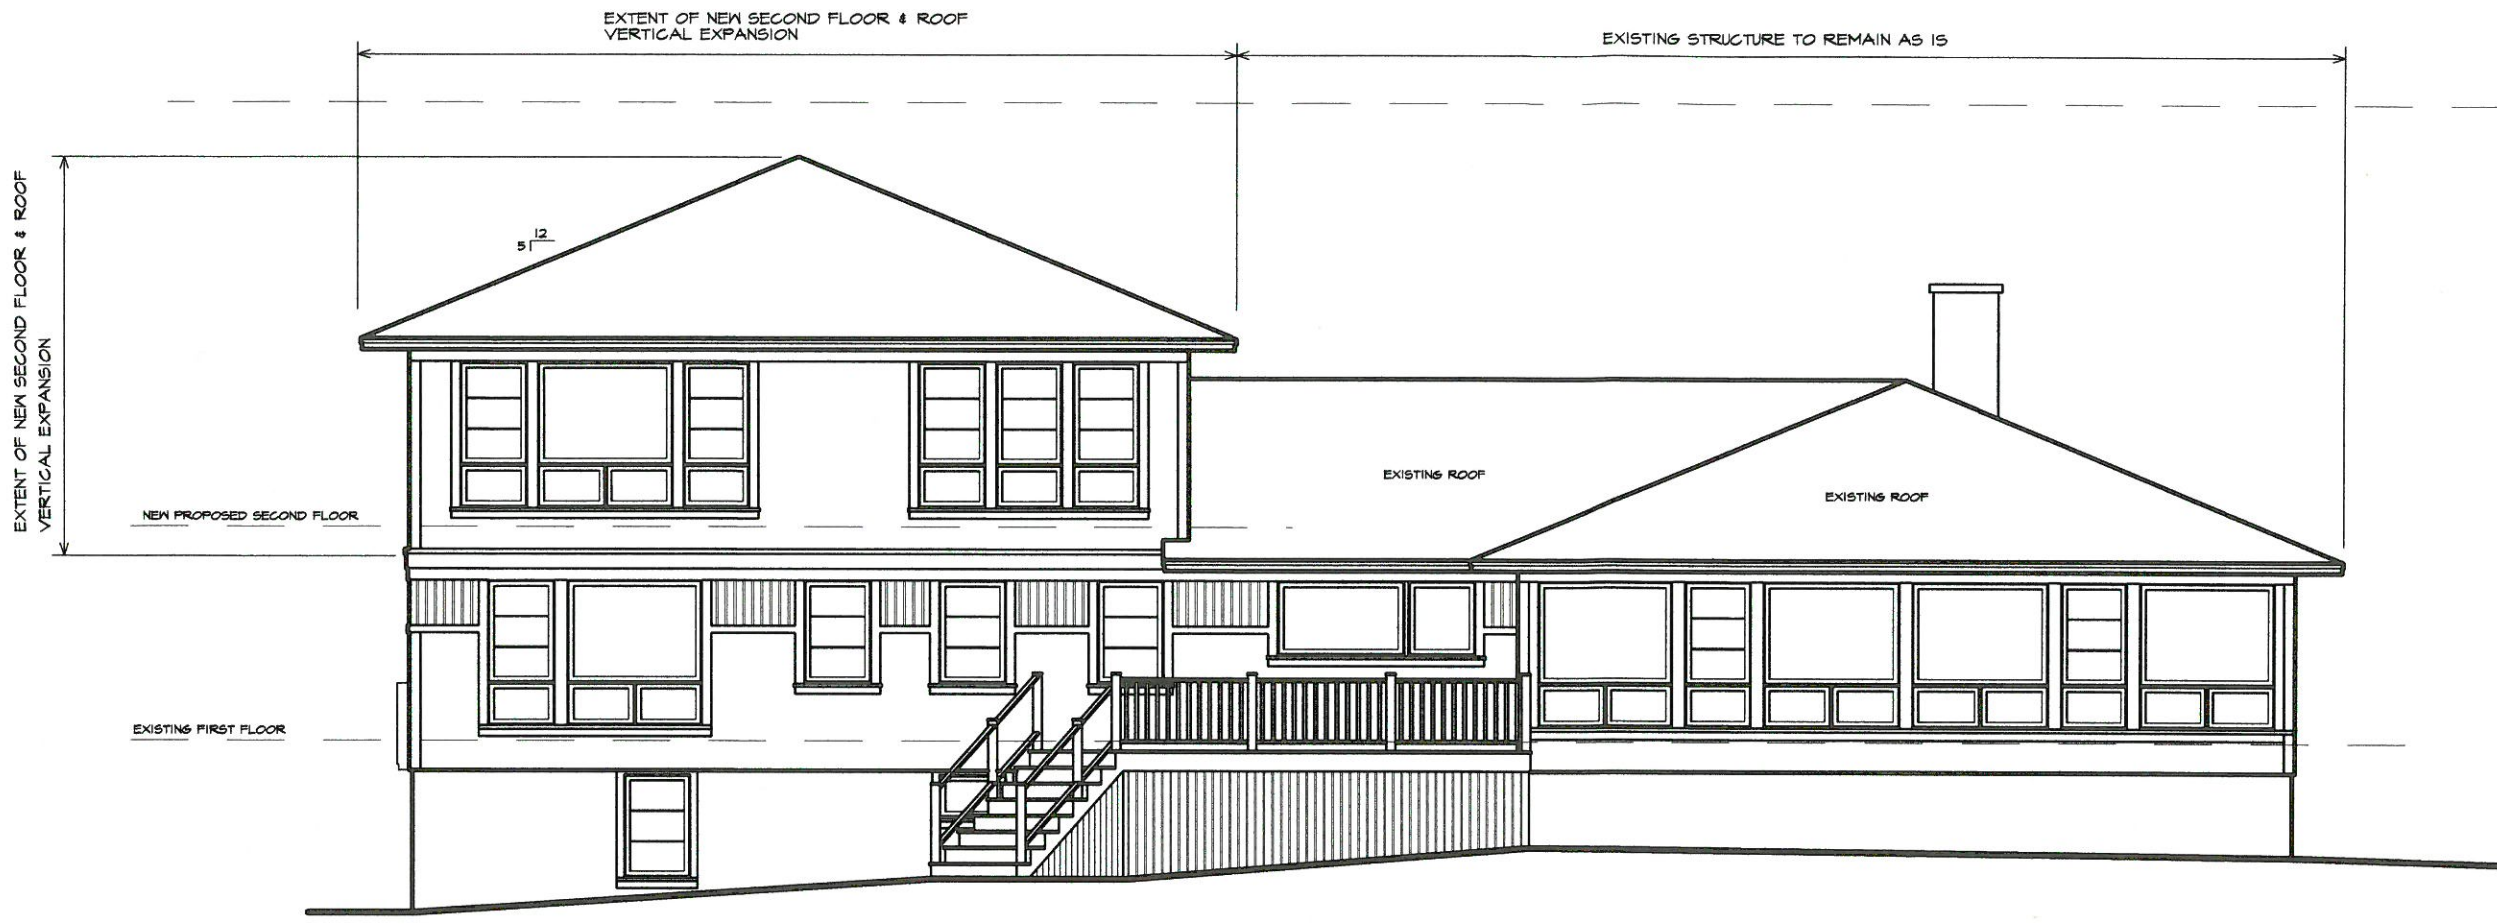 EXTENT OF NEW SECOND FLOOR & ROOF
VERTICAL EXPANSION
EXISTING STRUCTURE TO REMAIN AS IS
EXTENT OF NEW SECOND FLOOR & ROOF
VERTICAL EXPANSION
12
5
EXISTING ROOF
EXISTING ROOF
NEW PROPOSED SECOND FLOOR
EXISTING FIRST FLOOR